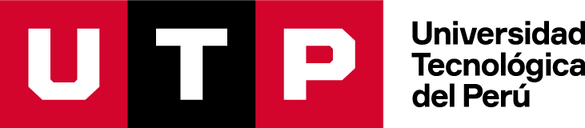 UTP
Universidad
Tecnológica
del Perú